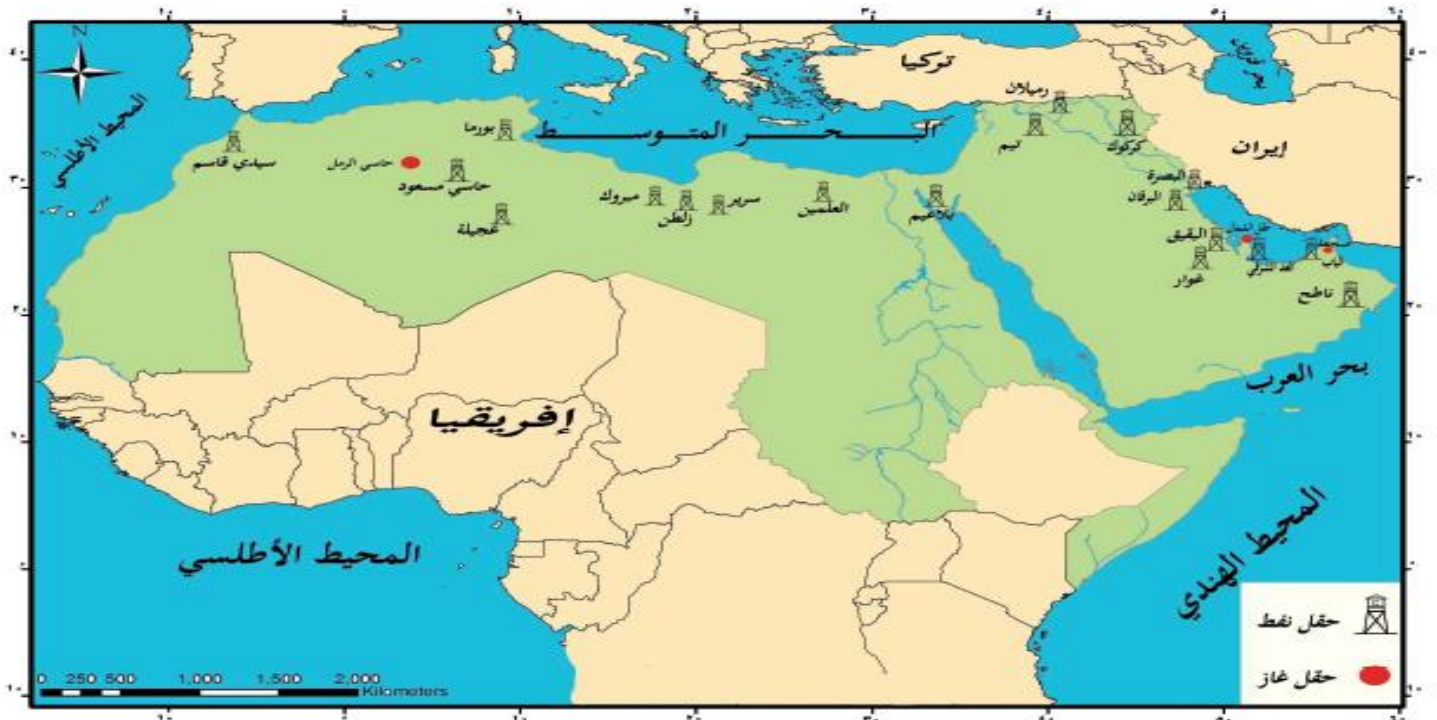 N
تركيا
المحيط الأطلسي
البحر المتوسط
إيران
رميلان
تيم
كركوك
البصرة
البرقان
البقيق
غوار
ناطح
بورما
سيدي قاسم
حاسي الرمل
حاسي مسعود
عجيلة
مبروك
زلطن
سرير
العلمين
بلاعيم
بحر العرب
إفريقيا
المحيط الأطلسي
المحيط الهندي
حقل نفط
حقل غاز
0 250 500 1.000 1.500 2.000
Kilometers